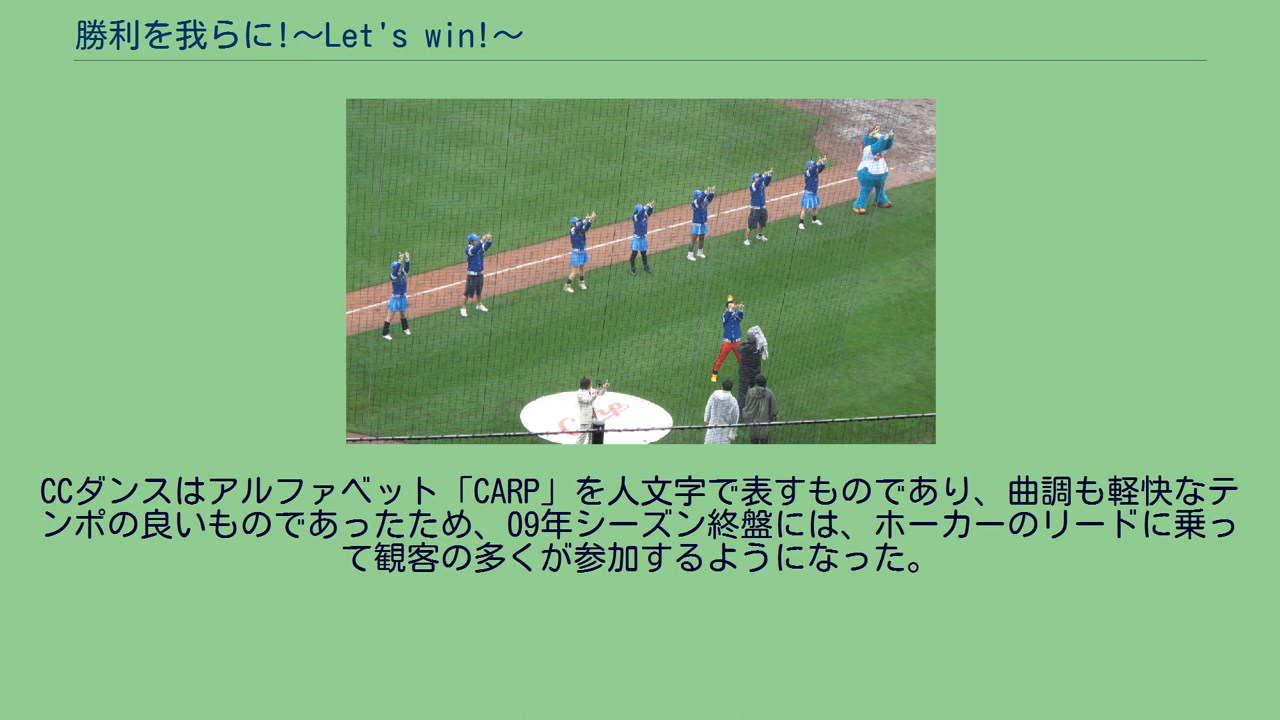 勝利を我らに!～Let's win!～
Carp
CCダンスはアルファベット「CARP」を人文字で表すものであり、曲調も軽快なテ
ンポの良いものであったため、09年シーズン終盤には、ホーカーのリードに乗っ
て観客の多くが参加するようになった。